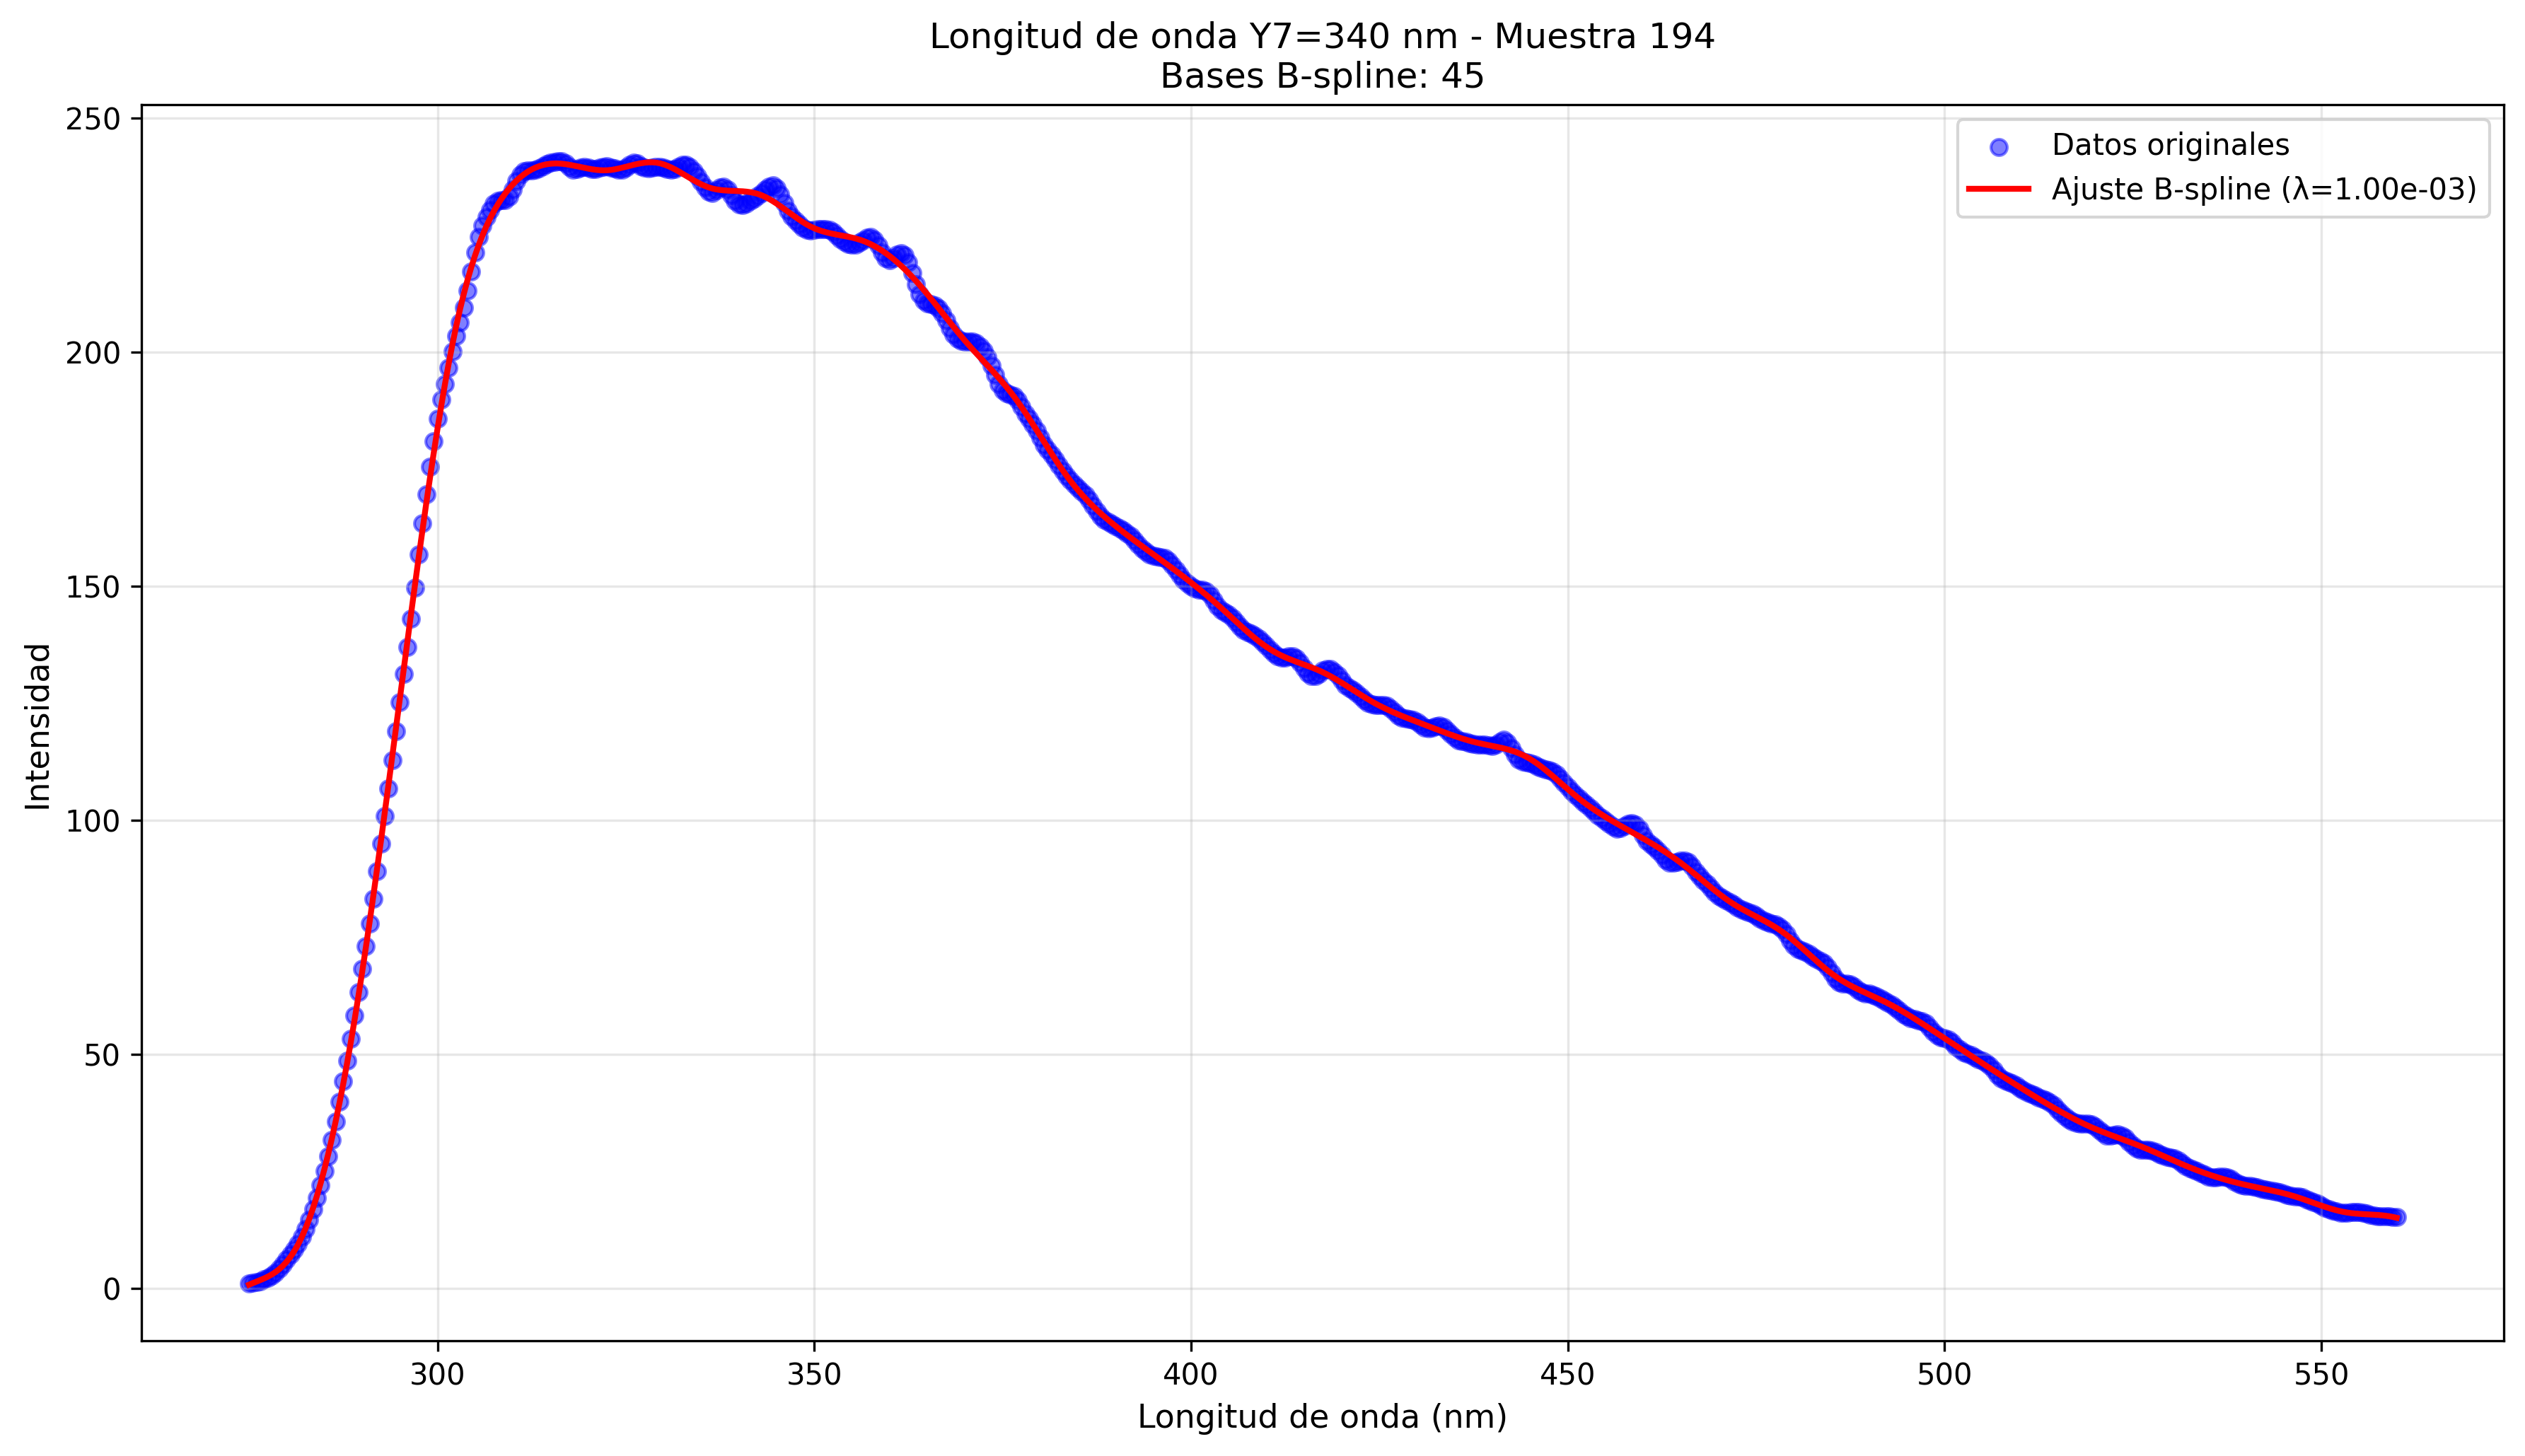 Longitud de onda Y7=340 nm - Muestra 194
Bases B-spline: 45
Datos originales
Ajuste B-spline (λ=1.00e-03)
Intensidad
250
200
150
100
50
0
300
350
400
450
500
550
Longitud de onda (nm)